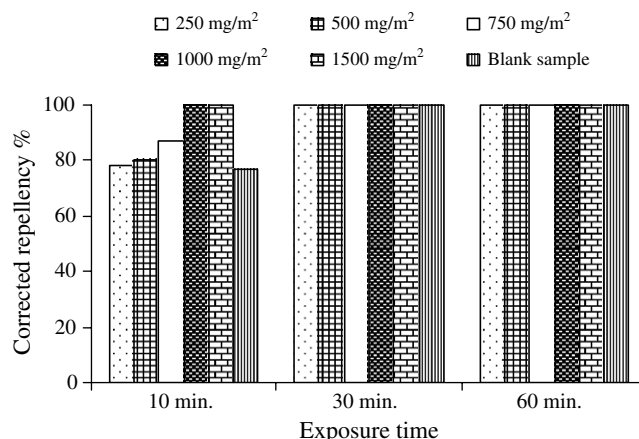 250 mg/m² 500 mg/m² 750 mg/m²
1000 mg/m² 1500 mg/m² Blank sample
Corrected repellency %
100
80
60
40
20
0
10 min. 30 min. 60 min.
Exposure time